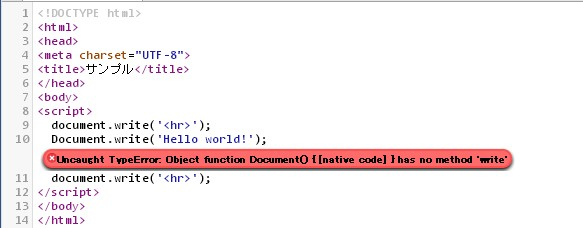 1 <!DOCTYPE html>
2 <html>
3 <head>
4 <meta charset="UTF-8">
5 <title>サンプル</title>
6 </head>
7 <body>
8 <script>
9 document.write('<hr>');
10 Document.write('Hello world!');
Uncaught TypeError: Object function Document() { [native code] } has no method 'write'
11 document.write('<hr>');
12 </script>
13 </body>
14 </html>